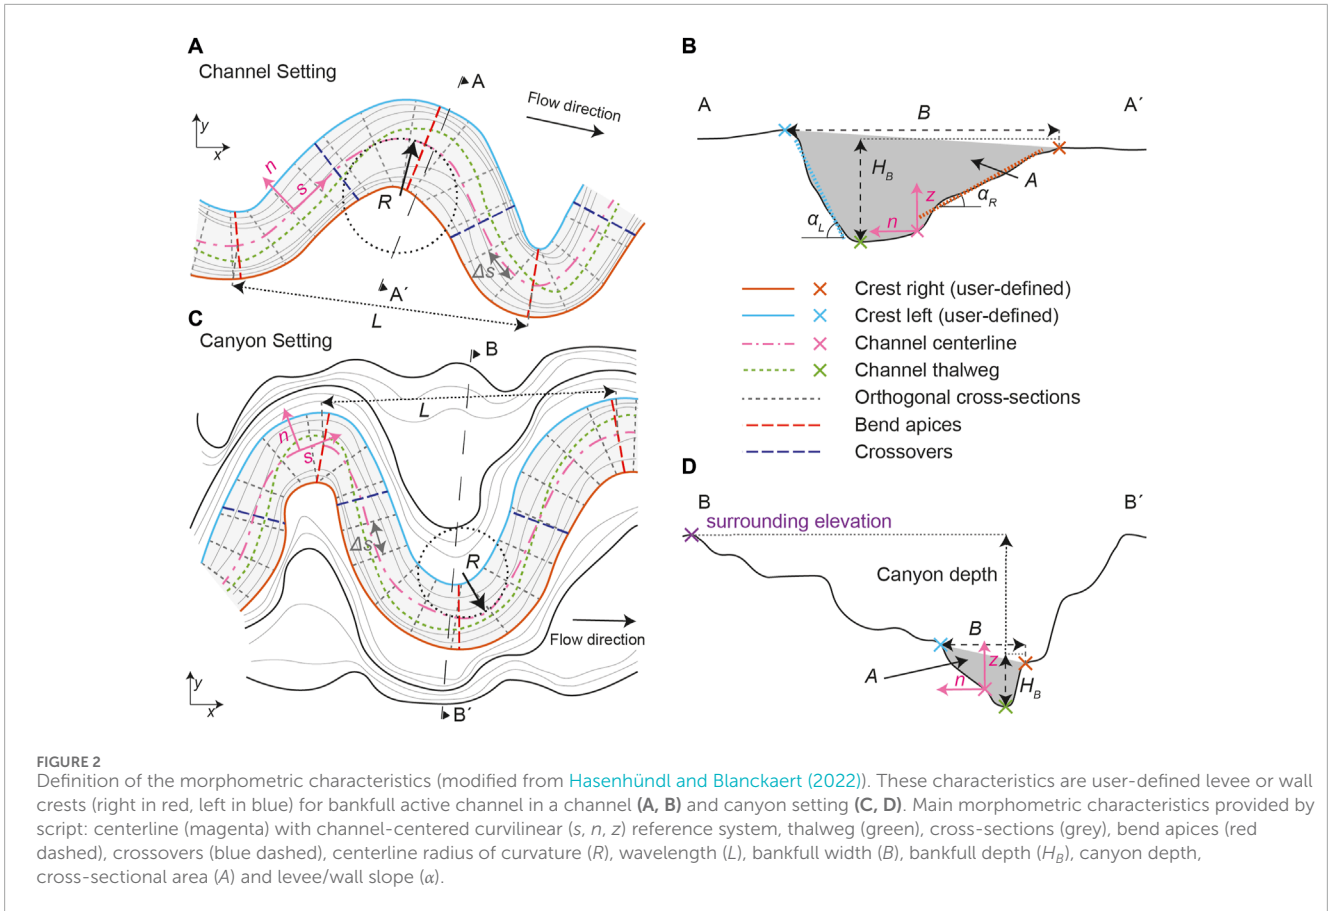 A
Channel Setting
A
Flow direction
y
x
n
s
R
Δs
A´
L
B
A
A´
B
H_B
A
z
n
α_L
α_R
Crest right (user-defined)
Crest left (user-defined)
Channel centerline
Channel thalweg
Orthogonal cross-sections
Bend apices
Crossovers
C
Canyon Setting
B
L
n
s
Δs
R
Flow direction
y
x
B´
D
B
B´
surrounding elevation
Canyon depth
B
A
z
n
H_B
FIGURE 2
Definition of the morphometric characteristics (modified from Hasenhündl and Blanckaert (2022)). These characteristics are user-defined levee or wall
crests (right in red, left in blue) for bankfull active channel in a channel (A, B) and canyon setting (C, D). Main morphometric characteristics provided by
script: centerline (magenta) with channel-centered curvilinear (s, n, z) reference system, thalweg (green), cross-sections (grey), bend apices (red
dashed), crossovers (blue dashed), centerline radius of curvature (R), wavelength (L), bankfull width (B), bankfull depth (H_B), canyon depth,
cross-sectional area (A) and levee/wall slope (α).